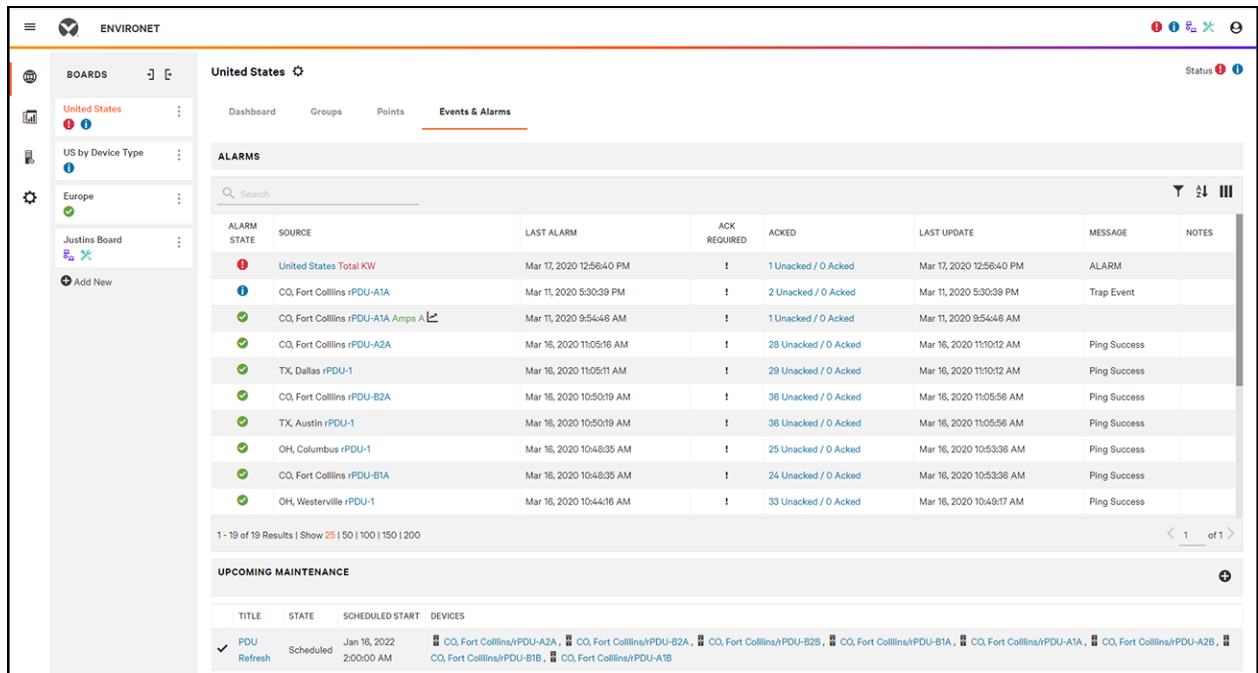 ENVIRONET
BOARDS
United States
US by Device Type
Europe
Justins Board
Add New
United States
Status
Dashboard Groups Points Events & Alarms
ALARMS
Search
ALARM STATE SOURCE LAST ALARM ACK REQUIRED ACKED LAST UPDATE MESSAGE NOTES
United States Total KW Mar 17, 2020 12:56:40 PM ! 1 Unacked / 0 Acked Mar 17, 2020 12:56:40 PM ALARM
CO, Fort Colllins rPDU-A1A Mar 11, 2020 5:30:39 PM ! 2 Unacked / 0 Acked Mar 11, 2020 5:30:39 PM Trap Event
CO, Fort Colllins rPDU-A1A Amps A Mar 11, 2020 9:54:46 AM ! 1 Unacked / 0 Acked Mar 11, 2020 9:54:46 AM
CO, Fort Colllins rPDU-A2A Mar 16, 2020 11:05:16 AM ! 28 Unacked / 0 Acked Mar 16, 2020 11:10:12 AM Ping Success
TX, Dallas rPDU-1 Mar 16, 2020 11:05:11 AM ! 29 Unacked / 0 Acked Mar 16, 2020 11:10:12 AM Ping Success
CO, Fort Colllins rPDU-B2A Mar 16, 2020 10:50:19 AM ! 36 Unacked / 0 Acked Mar 16, 2020 11:05:56 AM Ping Success
TX, Austin rPDU-1 Mar 16, 2020 10:50:19 AM ! 36 Unacked / 0 Acked Mar 16, 2020 11:05:56 AM Ping Success
OH, Columbus rPDU-1 Mar 16, 2020 10:48:35 AM ! 25 Unacked / 0 Acked Mar 16, 2020 10:53:36 AM Ping Success
CO, Fort Colllins rPDU-B1A Mar 16, 2020 10:48:35 AM ! 24 Unacked / 0 Acked Mar 16, 2020 10:53:36 AM Ping Success
OH, Westerville rPDU-1 Mar 16, 2020 10:44:16 AM ! 33 Unacked / 0 Acked Mar 16, 2020 10:49:17 AM Ping Success
1 - 19 of 19 Results | Show 25 | 50 | 100 | 150 | 200 1 of 1
UPCOMING MAINTENANCE
TITLE STATE SCHEDULED START DEVICES
PDU Refresh Scheduled Jan 16, 2022 2:00:00 AM CO, Fort Colllins/rPDU-A2A , CO, Fort Colllins/rPDU-B2A , CO, Fort Colllins/rPDU-B2B , CO, Fort Colllins/rPDU-B1A , CO, Fort Colllins/rPDU-A1A , CO, Fort Colllins/rPDU-A2B ,
CO, Fort Colllins/rPDU-B1B , CO, Fort Colllins/rPDU-A1B